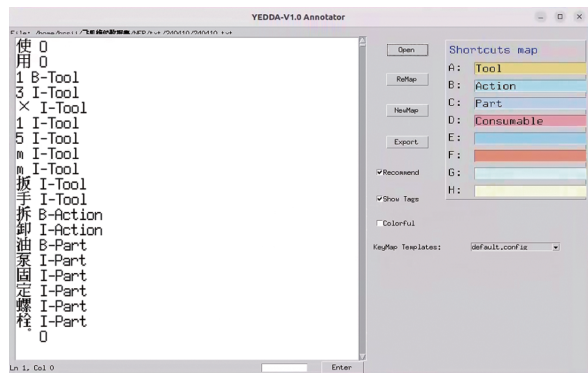 YEDDA-V1.0 Annotator
使 O
用 O
1 B-Tool
3 I-Tool
× I-Tool
1 I-Tool
5 I-Tool
m I-Tool
m I-Tool
扳 I-Tool
手 I-Tool
拆 B-Action
卸 I-Action
油 B-Part
泵 I-Part
固 I-Part
定 I-Part
螺 I-Part
栓 I-Part
。 O
Open
ReMap
NewMap
Export
Recommend
Show Tags
Colorful
KeyMap Templates:
default.config
Shortcuts map
A: Tool
B: Action
C: Part
D: Consumable
E:
F:
G:
H:
Ln 1, Col 0
Enter